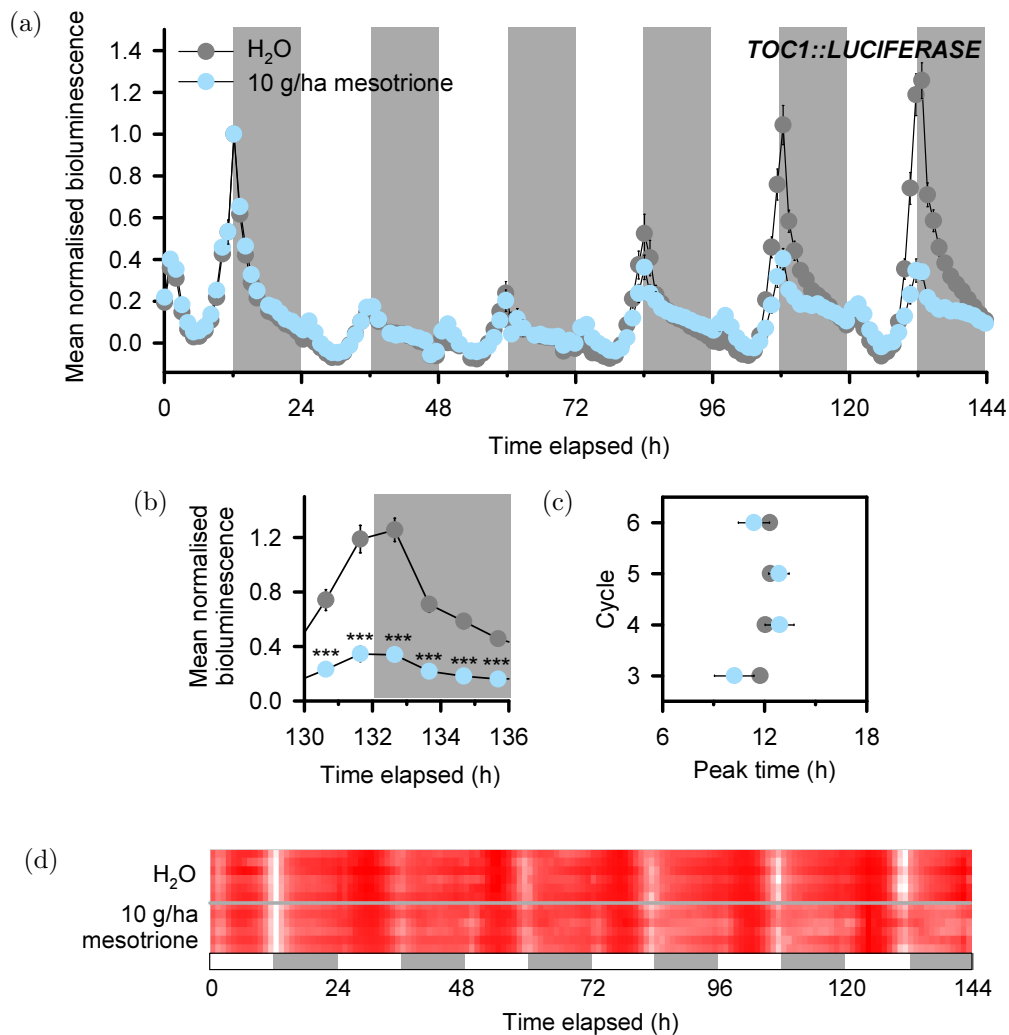 (a)
Mean normalised bioluminescence
1.4
1.2
1.0
0.8
0.6
0.4
0.2
0.0
H₂O
10 g/ha mesotrione
TOC1::LUCIFERASE
0 24 48 72 96 120 144
Time elapsed (h)
(b)
Mean normalised
bioluminescence
1.2
0.8
0.4
0.0
*** *** *** *** *** ***
130 132 134 136
Time elapsed (h)
(c)
Cycle
6
5
4
3
6 12 18
Peak time (h)
(d)
H₂O
10 g/ha
mesotrione
0 24 48 72 96 120 144
Time elapsed (h)